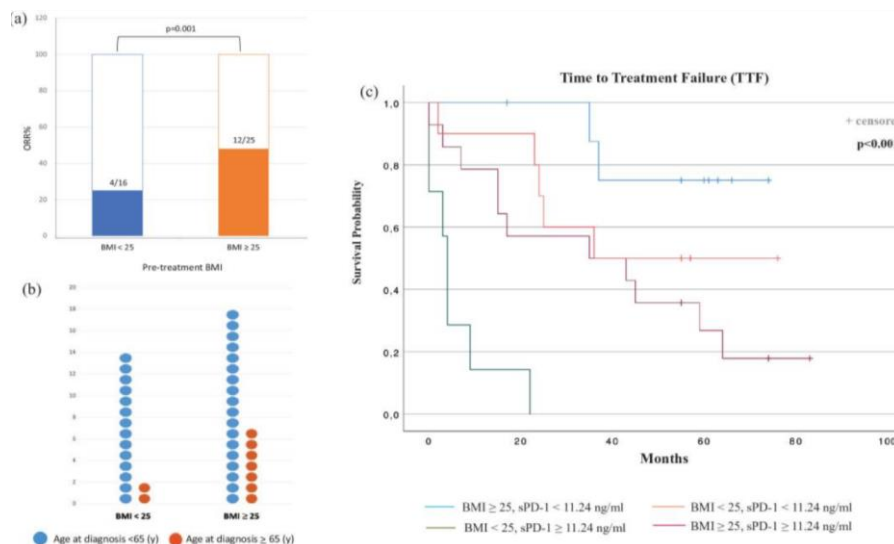 (a)
120
100
80
60
40
20
0
ORR%
p=0.001
4/16
12/25
BMI < 25
BMI ≥ 25
Pre-treatment BMI
(b)
20
18
16
14
12
10
8
6
4
2
0
BMI < 25
BMI ≥ 25
Age at diagnosis <65 (y)
Age at diagnosis ≥ 65 (y)
(c)
Time to Treatment Failure (TTF)
+ censore
p<0.00
Survival Probability
1,0
0,8
0,6
0,4
0,2
0,0
0
20
40
60
80
100
Months
BMI ≥ 25, sPD-1 < 11.24 ng/ml
BMI < 25, sPD-1 < 11.24 ng/ml
BMI < 25, sPD-1 ≥ 11.24 ng/ml
BMI ≥ 25, sPD-1 ≥ 11.24 ng/ml